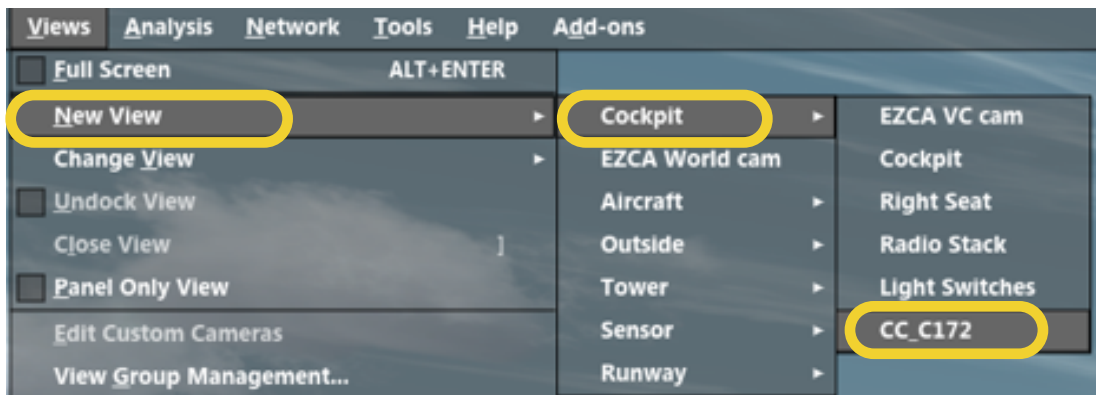 Views Analysis Network Tools Help Add-ons
Full Screen ALT+ENTER
New View
Change View
Undock View
Close View ]
Panel Only View
Edit Custom Cameras
View Group Management...
Cockpit
EZCA World cam
Aircraft
Outside
Tower
Sensor
Runway
EZCA VC cam
Cockpit
Right Seat
Radio Stack
Light Switches
CC_C172